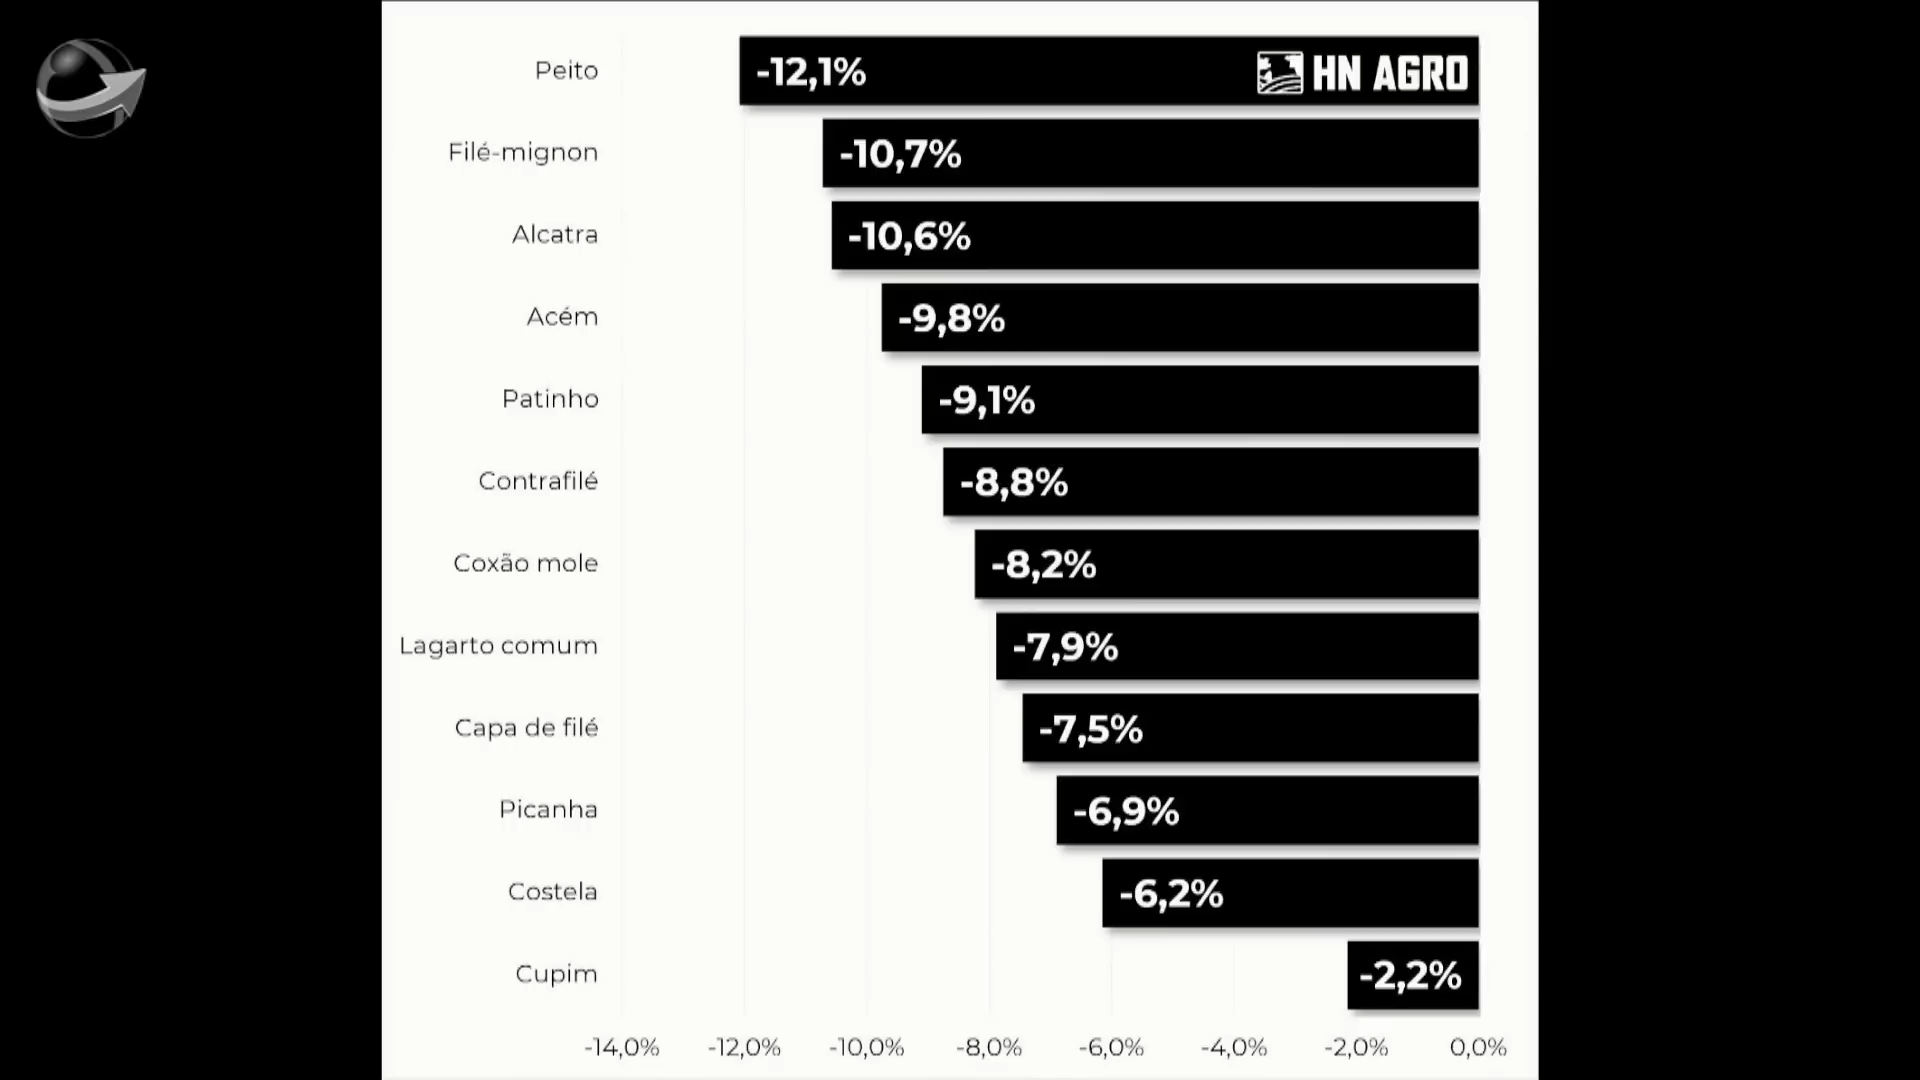 Peito -12,1% HN AGRO
Filé-mignon -10,7%
Alcatra -10,6%
Acém -9,8%
Patinho -9,1%
Contrafilé -8,8%
Coxão mole -8,2%
Lagarto comum -7,9%
Capa de filé -7,5%
Picanha -6,9%
Costela -6,2%
Cupim -2,2%
-14,0% -12,0% -10,0% -8,0% -6,0% -4,0% -2,0% 0,0%